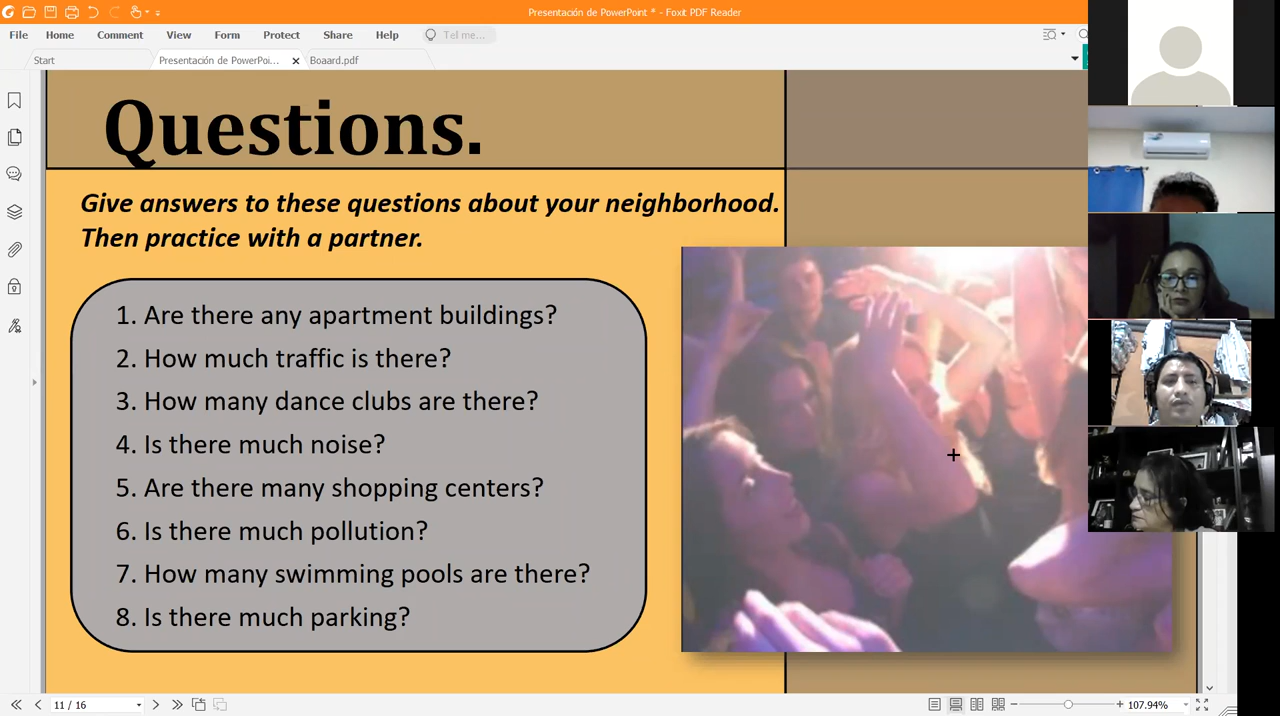 Presentación de PowerPoint * - Foxit PDF Reader
File Home Comment View Form Protect Share Help Tell me...
Start Presentación de PowerPoi... Boaard.pdf
Questions.
Give answers to these questions about your neighborhood.
Then practice with a partner.
1. Are there any apartment buildings?
2. How much traffic is there?
3. How many dance clubs are there?
4. Is there much noise?
5. Are there many shopping centers?
6. Is there much pollution?
7. How many swimming pools are there?
8. Is there much parking?
11 / 16 107.94%